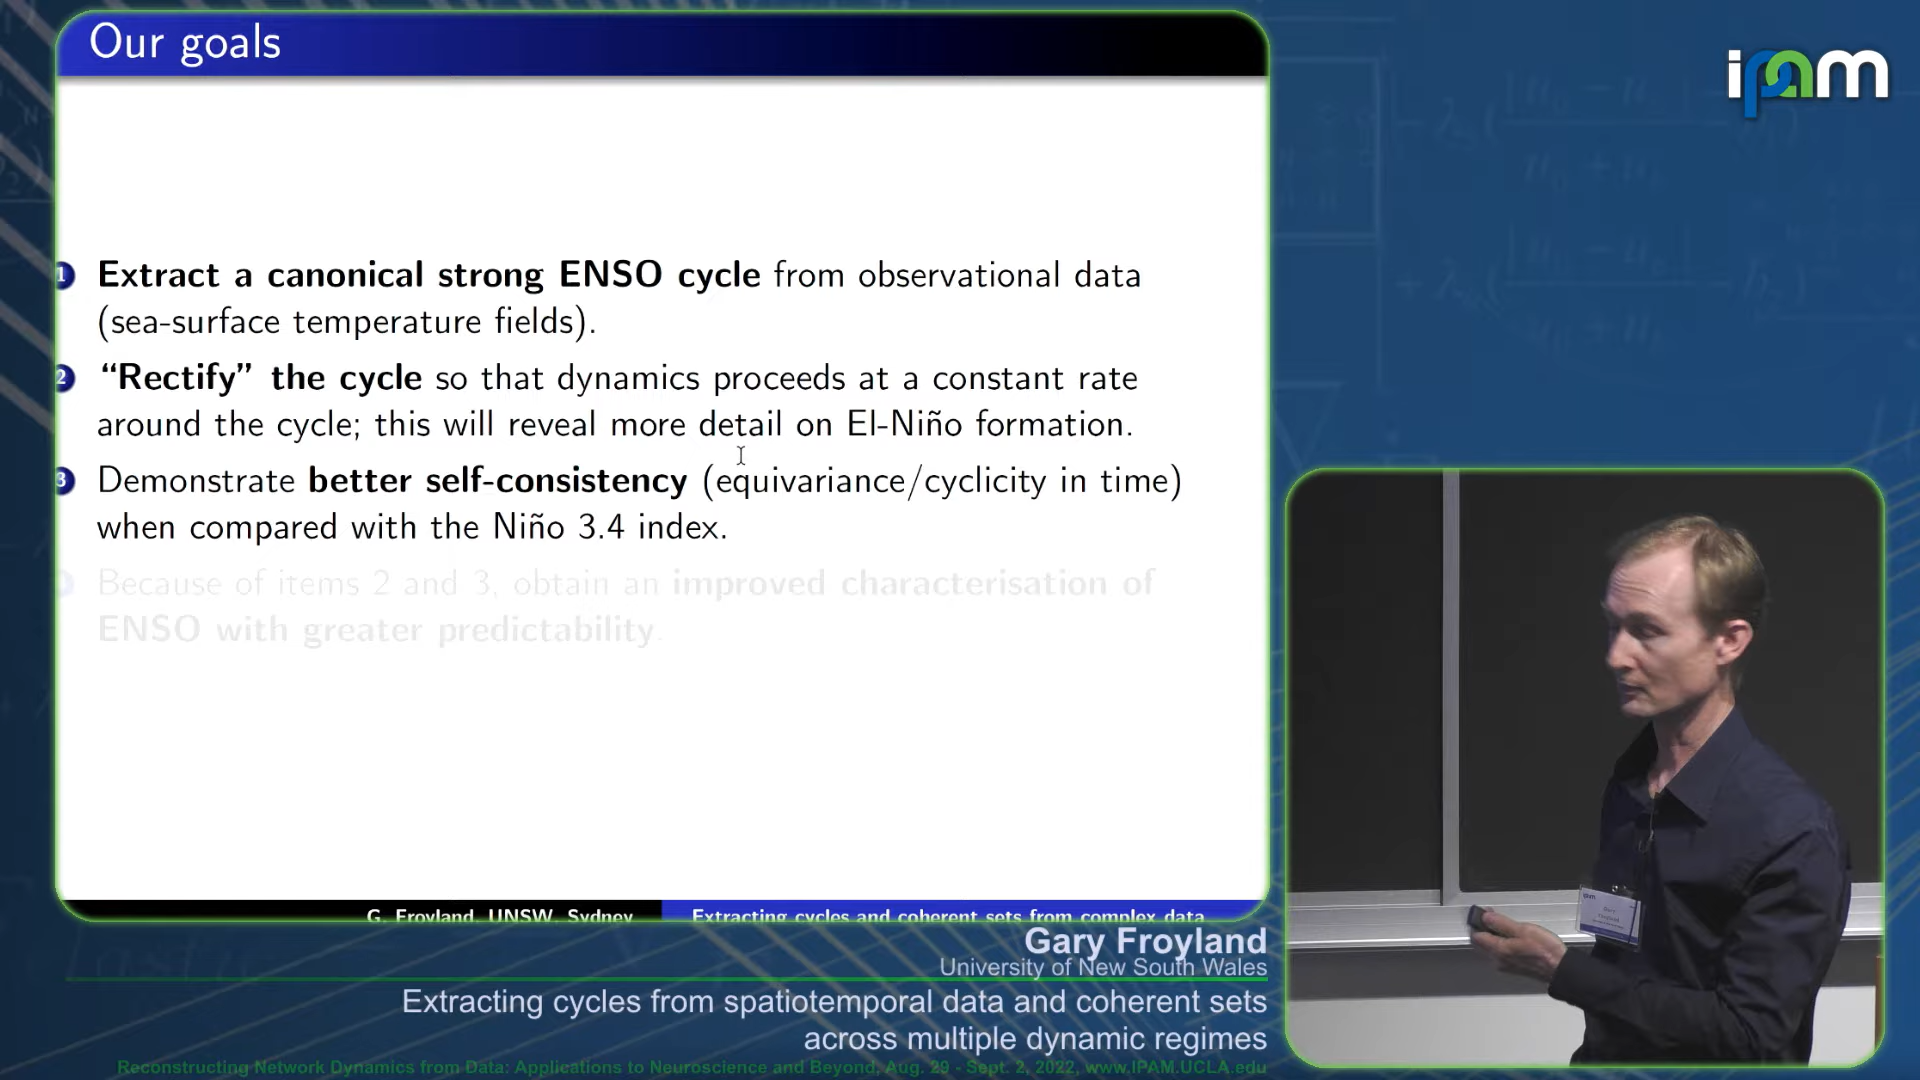 Our goals
ipam
1 Extract a canonical strong ENSO cycle from observational data
(sea-surface temperature fields).
2 “Rectify” the cycle so that dynamics proceeds at a constant rate
around the cycle; this will reveal more detail on El-Niño formation.
3 Demonstrate better self-consistency (equivariance/cyclicity in time)
when compared with the Niño 3.4 index.
Because of items 2 and 3, obtain an improved characterisation of
ENSO with greater predictability.
G. Froyland, UNSW, Sydney Extracting cycles and coherent sets from complex data
Gary Froyland
University of New South Wales
Extracting cycles from spatiotemporal data and coherent sets
across multiple dynamic regimes
Reconstructing Network Dynamics from Data: Applications to Neuroscience and Beyond, Aug. 29 - Sept. 2, 2022, www.IPAM.UCLA.edu